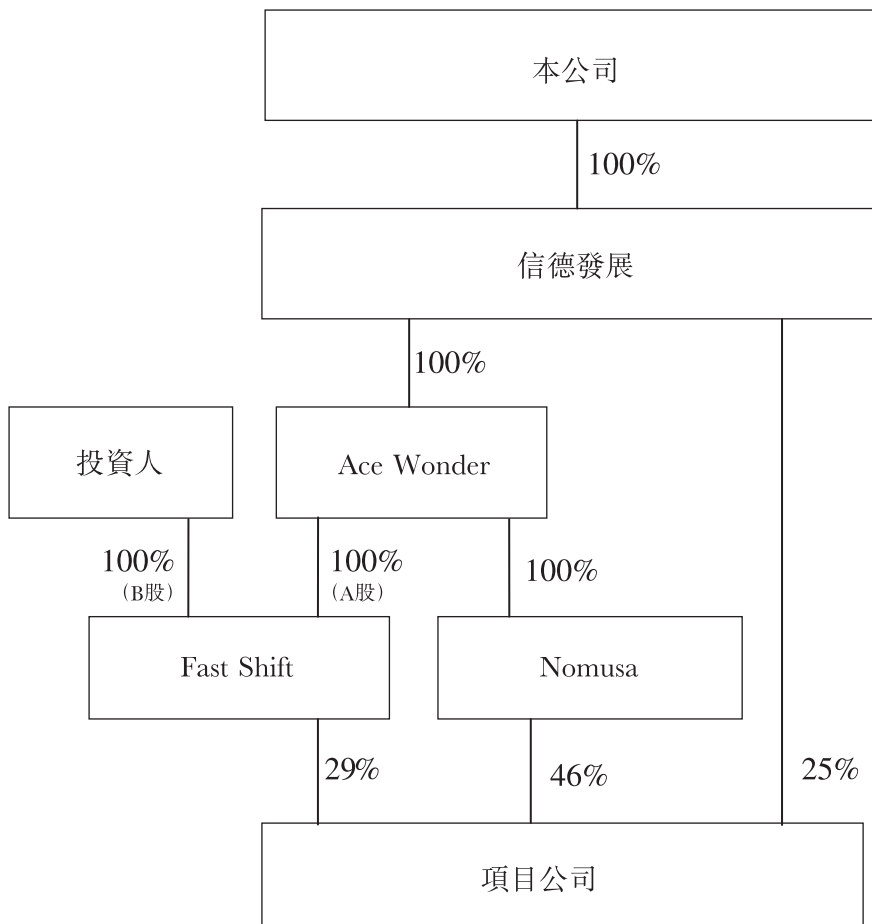 本公司
100%
信德發展
100%
投資人
Ace Wonder
100%
(B股)
100%
(A股)
100%
Fast Shift
Nomusa
29%
46%
25%
項目公司